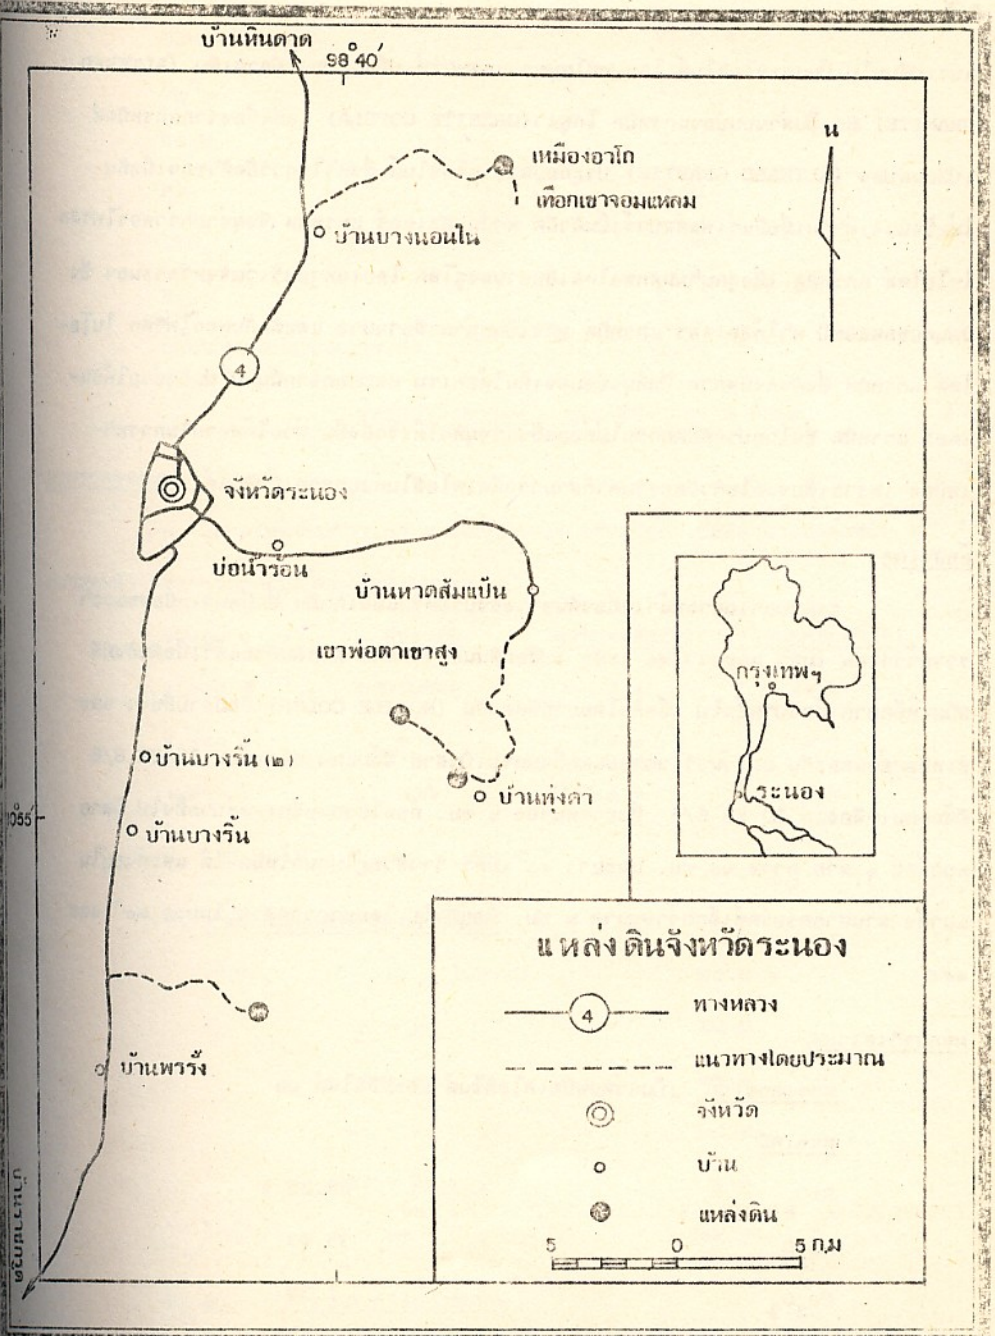 บ้านหินดาด
98°40′
น
เหมืองอาโก
เทือกเขาจอมแหลม
บ้านบางนอนใน
4
จังหวัดระนอง
บ่อน้ำร้อน
บ้านหาดส้มแป้น
เขาพ่อตาเขาสูง
กรุงเทพฯ
ระนอง
บ้านบางริ้น (๒)
บ้านทุ่งคา
บ้านบางริ้น
บ้านพรรั้ง
แหล่งดินจังหวัดระนอง
4 ทางหลวง
แนวทางโดยประมาณ
จังหวัด
บ้าน
แหล่งดิน
5 0 5 ก.ม